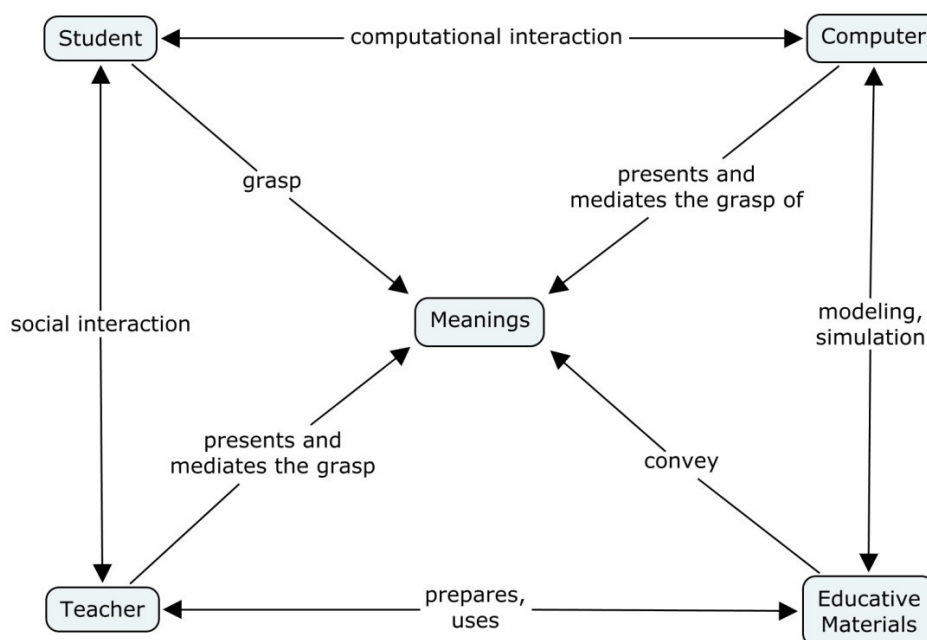 Student
computational interaction
Computer
grasp
presents and
mediates the grasp of
social interaction
Meanings
modeling,
simulation
presents and
mediates the grasp
convey
Teacher
prepares,
uses
Educative
Materials